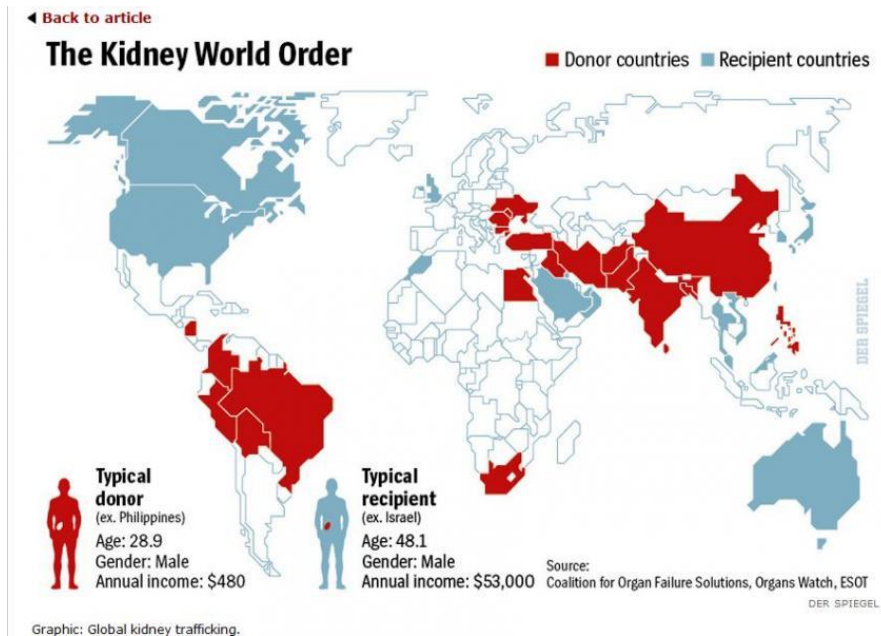 Back to article
The Kidney World Order
Donor countries
Recipient countries
DER SPIEGEL
Typical
donor
(ex. Philippines)
Age: 28.9
Gender: Male
Annual income: $480
Typical
recipient
(ex. Israel)
Age: 48.1
Gender: Male
Annual income: $53,000
Source:
Coalition for Organ Failure Solutions, Organs Watch, ESOT
DER SPIEGEL
Graphic: Global kidney trafficking.